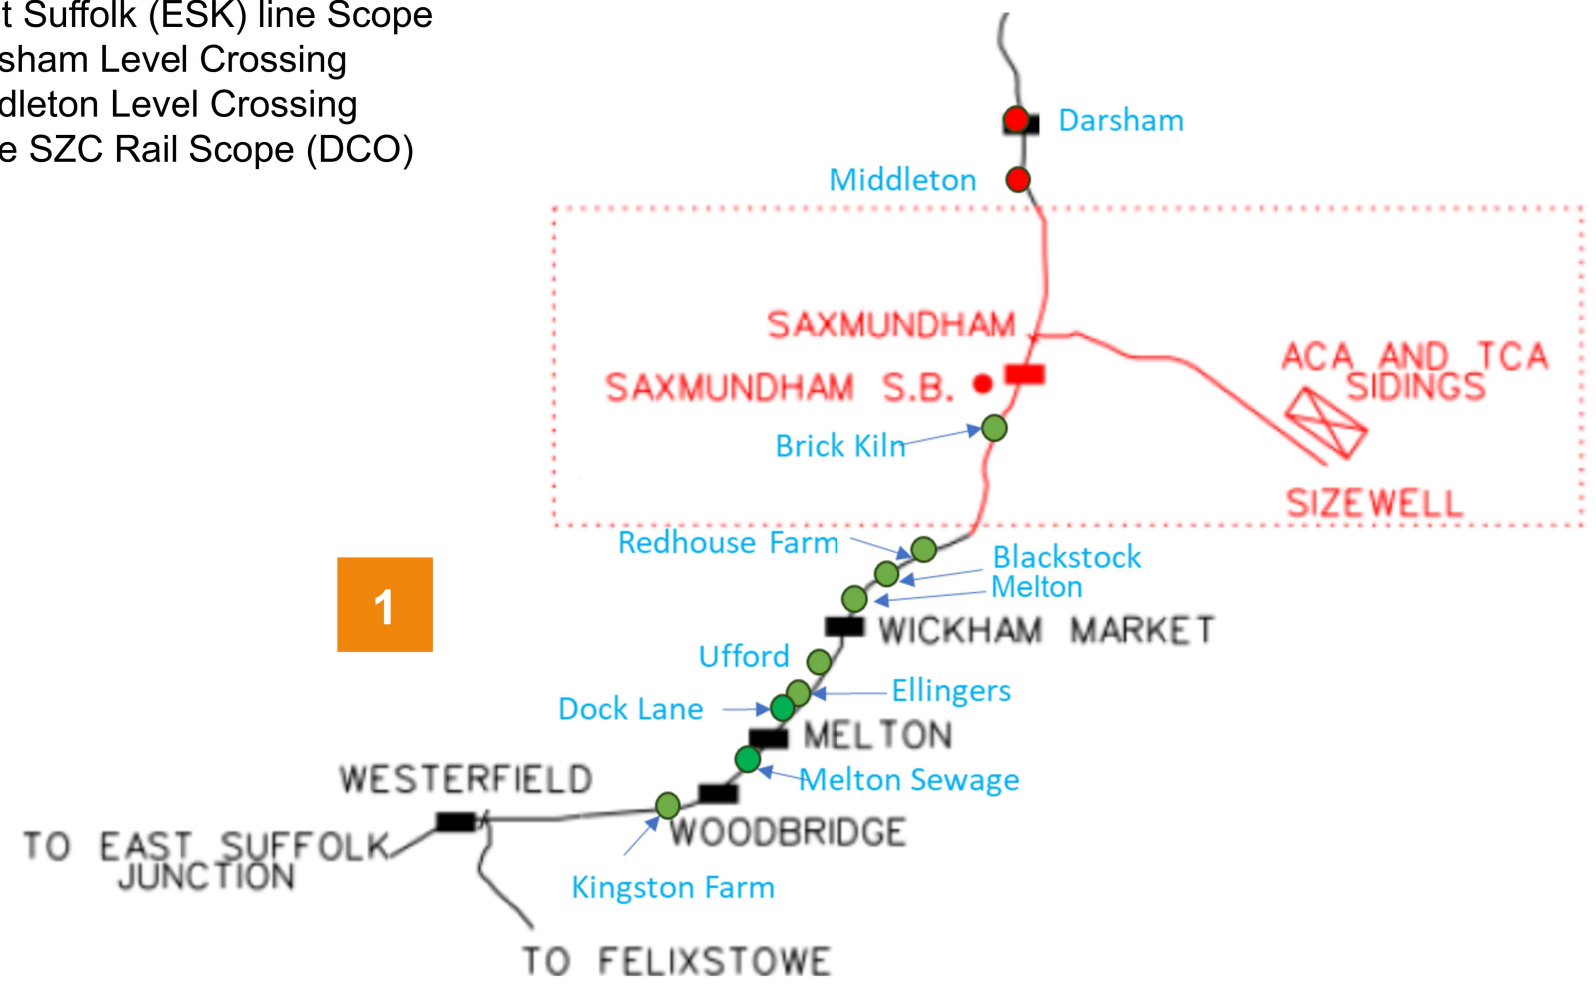 t Suffolk (ESK) line Scope
sham Level Crossing
dleton Level Crossing
e SZC Rail Scope (DCO)
Darsham
Middleton
SAXMUNDHAM
ACA AND TCA
SIDINGS
SAXMUNDHAM S.B.
Brick Kiln
SIZEWELL
Redhouse Farm
Blackstock
Melton
1
WICKHAM MARKET
Ufford
Ellingers
Dock Lane
MELTON
WESTERFIELD
Melton Sewage
WOODBRIDGE
TO EAST SUFFOLK
JUNCTION
Kingston Farm
TO FELIXSTOWE